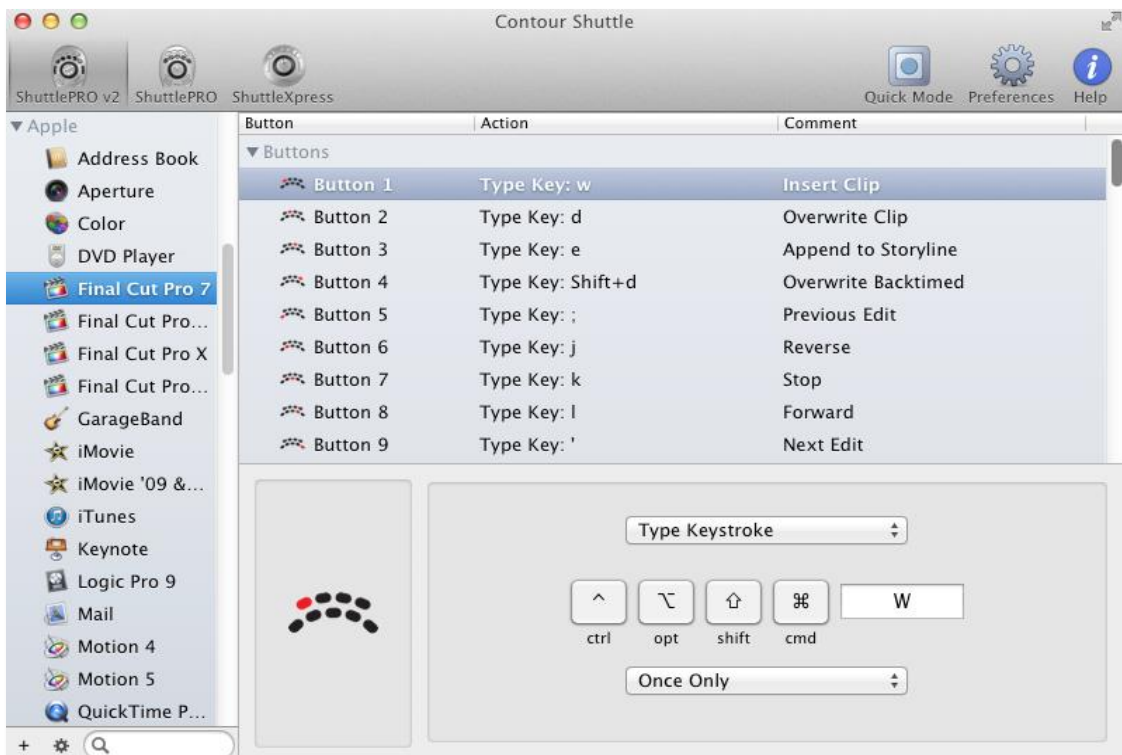 Contour Shuttle
ShuttlePRO v2 ShuttlePRO ShuttleXpress Quick Mode Preferences Help
Apple
Address Book
Aperture
Color
DVD Player
Final Cut Pro 7
Final Cut Pro...
Final Cut Pro X
Final Cut Pro...
GarageBand
iMovie
iMovie '09 &...
iTunes
Keynote
Logic Pro 9
Mail
Motion 4
Motion 5
QuickTime P...
Button Action Comment
Buttons
Button 1 Type Key: w Insert Clip
Button 2 Type Key: d Overwrite Clip
Button 3 Type Key: e Append to Storyline
Button 4 Type Key: Shift+d Overwrite Backtimed
Button 5 Type Key: ; Previous Edit
Button 6 Type Key: j Reverse
Button 7 Type Key: k Stop
Button 8 Type Key: l Forward
Button 9 Type Key: ' Next Edit
Type Keystroke
^ ⌥ ⇧ ⌘ W
ctrl opt shift cmd
Once Only